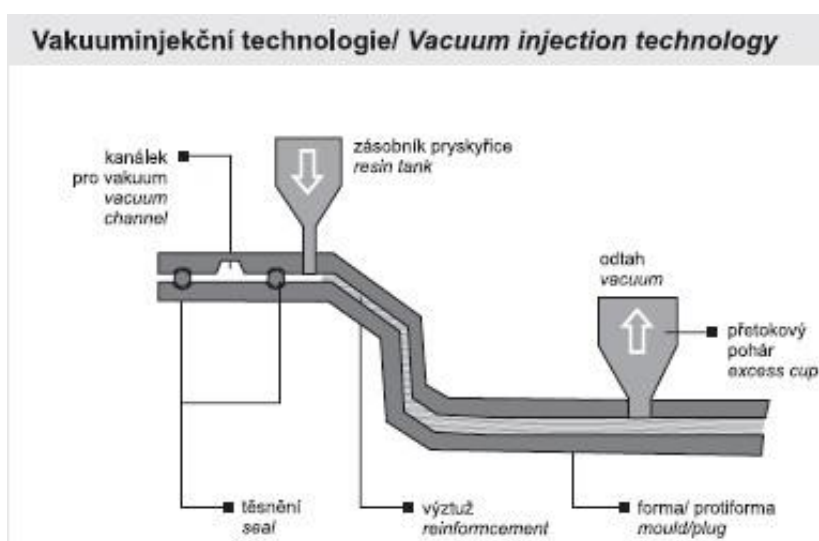 Vakuuminjekční technologie/ Vacuum injection technology
kanálek
pro vakuum
vacuum
channel
zásobník pryskyřice
resin tank
odtah
vacuum
přetokový
pohár
excess cup
těsnění
seal
výztuž
reinformcement
forma/ protiforma
mould/plug